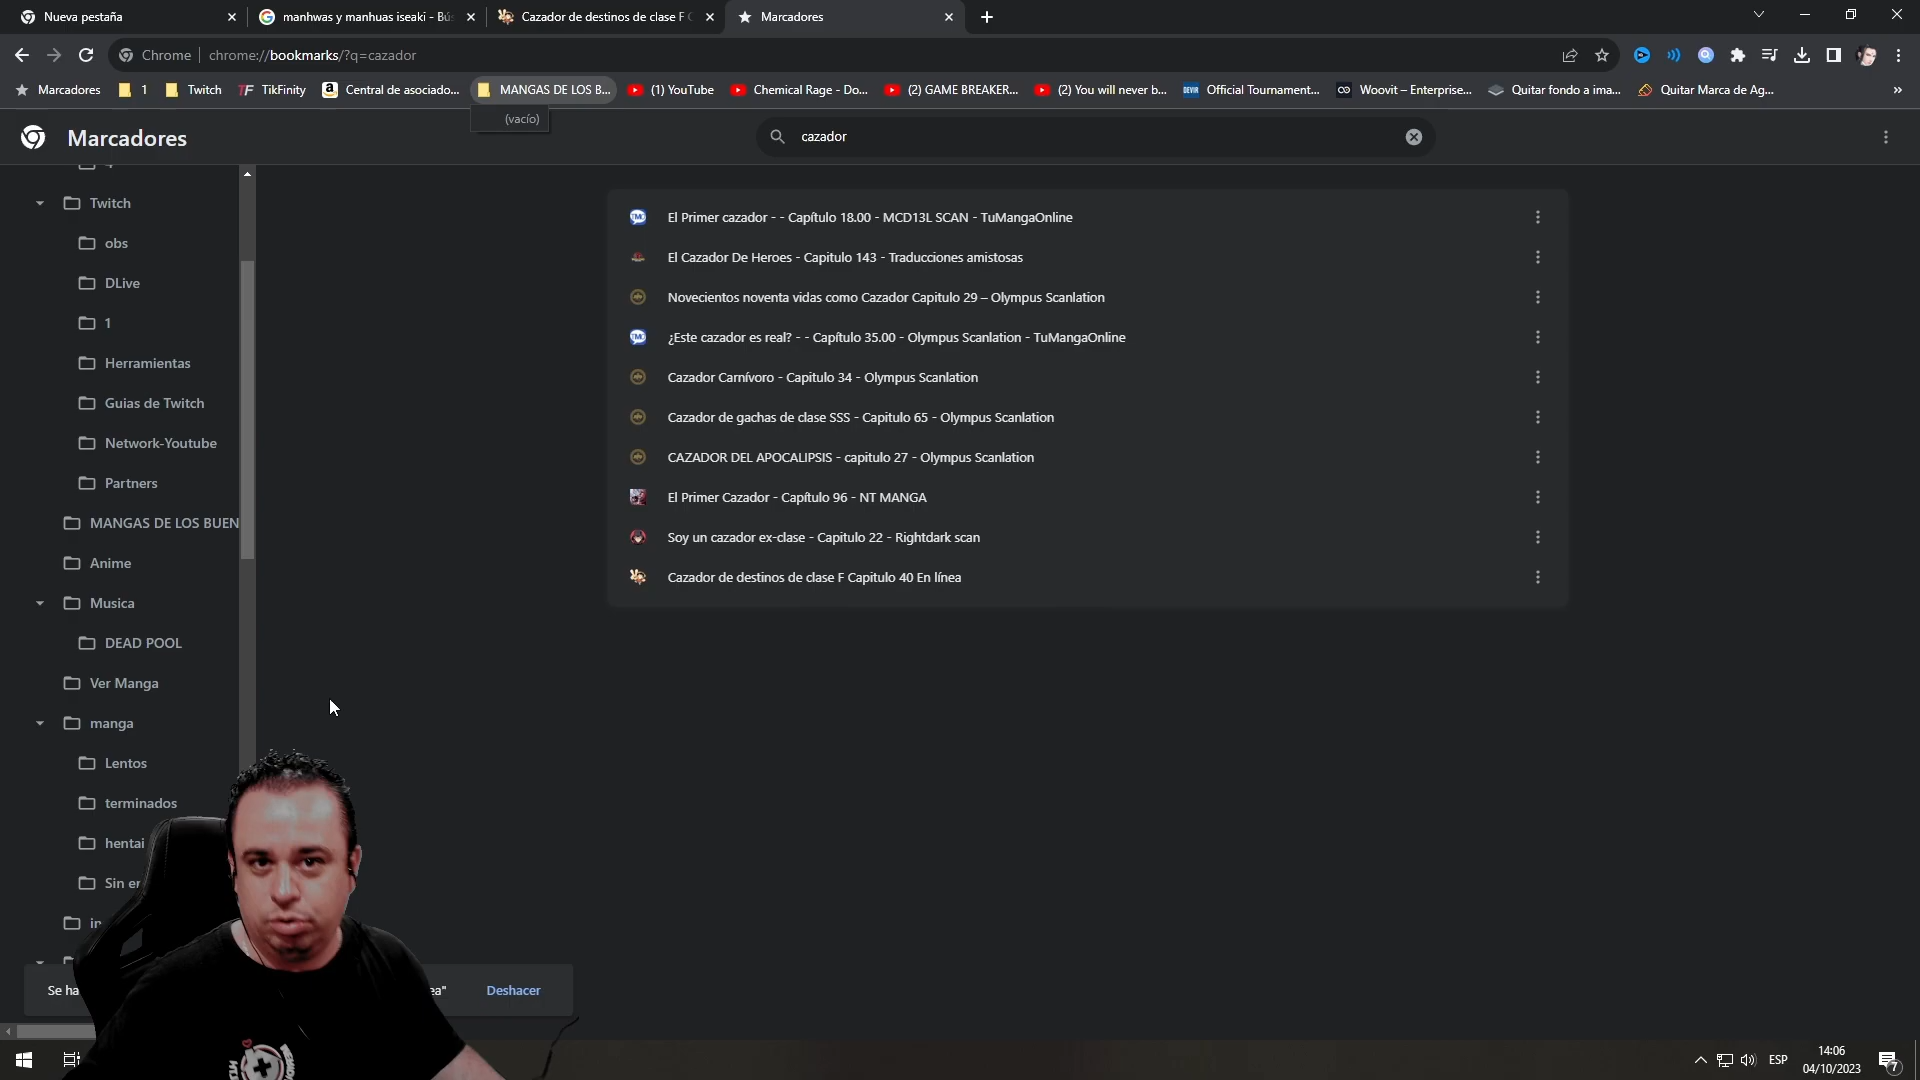 Nueva pestaña
manhwas y manhuas iseaki - Bús
Cazador de destinos de clase F C
Marcadores
Chrome
chrome://bookmarks/?q=cazador
Marcadores
1
Twitch
TikFinity
Central de asociado...
MANGAS DE LOS B...
(1) YouTube
Chemical Rage - Do...
(2) GAME BREAKER...
(2) You will never b...
Official Tournament...
Woovit – Enterprise...
Quitar fondo a ima...
Quitar Marca de Ag...
»
(vacío)
Marcadores
cazador
Twitch
obs
DLive
1
Herramientas
Guias de Twitch
Network-Youtube
Partners
MANGAS DE LOS BUEN
Anime
Musica
DEAD POOL
Ver Manga
manga
Lentos
terminados
hentai
Sin
El Primer cazador - - Capítulo 18.00 - MCD13L SCAN - TuMangaOnline
El Cazador De Heroes - Capitulo 143 - Traducciones amistosas
Novecientos noventa vidas como Cazador Capitulo 29 – Olympus Scanlation
¿Este cazador es real? - - Capítulo 35.00 - Olympus Scanlation - TuMangaOnline
Cazador Carnívoro - Capitulo 34 - Olympus Scanlation
Cazador de gachas de clase SSS - Capitulo 65 - Olympus Scanlation
CAZADOR DEL APOCALIPSIS - capitulo 27 - Olympus Scanlation
El Primer Cazador - Capítulo 96 - NT MANGA
Soy un cazador ex-clase - Capitulo 22 - Rightdark scan
Cazador de destinos de clase F Capitulo 40 En línea
Se ha
ea"
Deshacer
ESP
14:06
04/10/2023
7